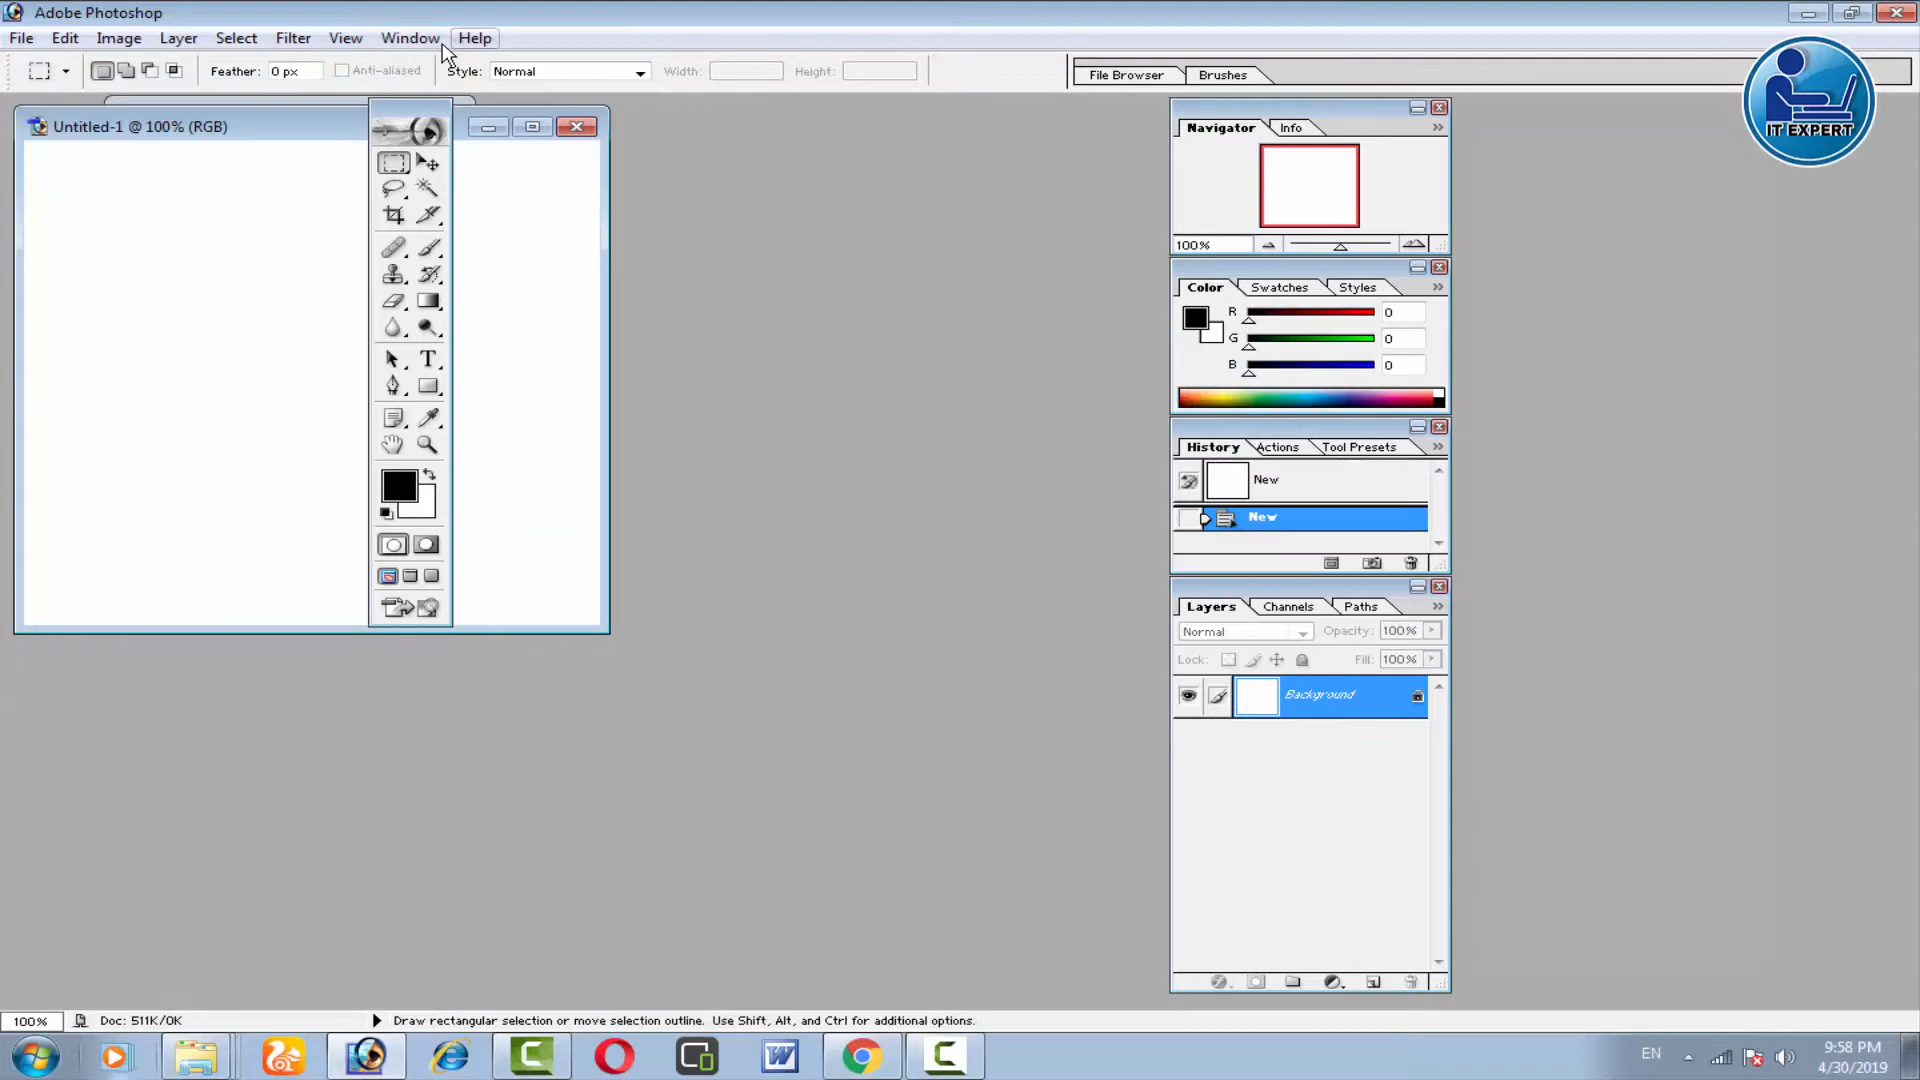 Adobe Photoshop
File Edit Image Layer Select Filter View Window Help
Feather: 0 px Anti-aliased Style: Normal Width: Height:
File Browser Brushes
IT EXPERT
Untitled-1 @ 100% (RGB)
T
Navigator Info
100%
Color Swatches Styles
R 0
G 0
B 0
History Actions Tool Presets
New
New
Layers Channels Paths
Normal Opacity: 100%
Lock: Fill: 100%
Background
100% Doc: 511K/0K Draw rectangular selection or move selection outline. Use Shift, Alt, and Ctrl for additional options.
EN
9:58 PM
4/30/2019